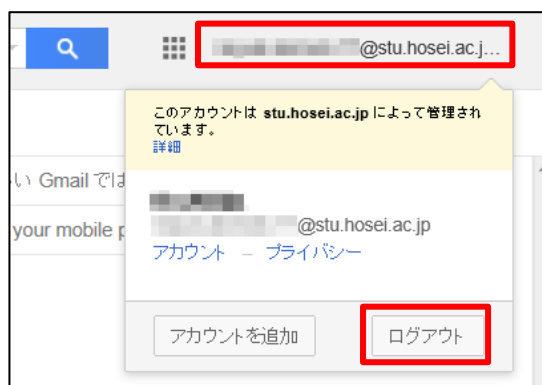 @stu.hosei.ac.j...
このアカウントは stu.hosei.ac.jp によって管理され
ています。
詳細
い Gmail では
@stu.hosei.ac.jp
your mobile p
アカウント – プライバシー
アカウントを追加
ログアウト